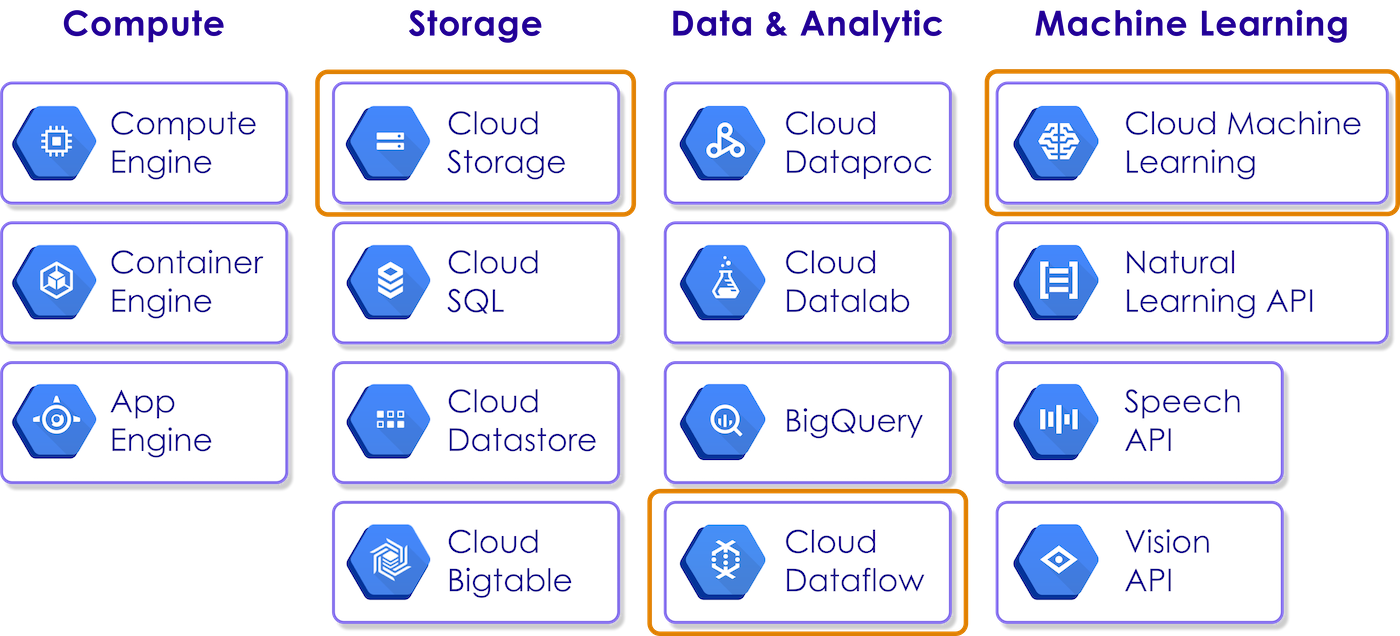 Compute
Storage
Data & Analytic
Machine Learning
Compute
Engine
Container
Engine
App
Engine
Cloud
Storage
Cloud
SQL
Cloud
Datastore
Cloud
Bigtable
Cloud
Dataproc
Cloud
Datalab
BigQuery
Cloud
Dataflow
Cloud Machine
Learning
Natural
Learning API
Speech
API
Vision
API